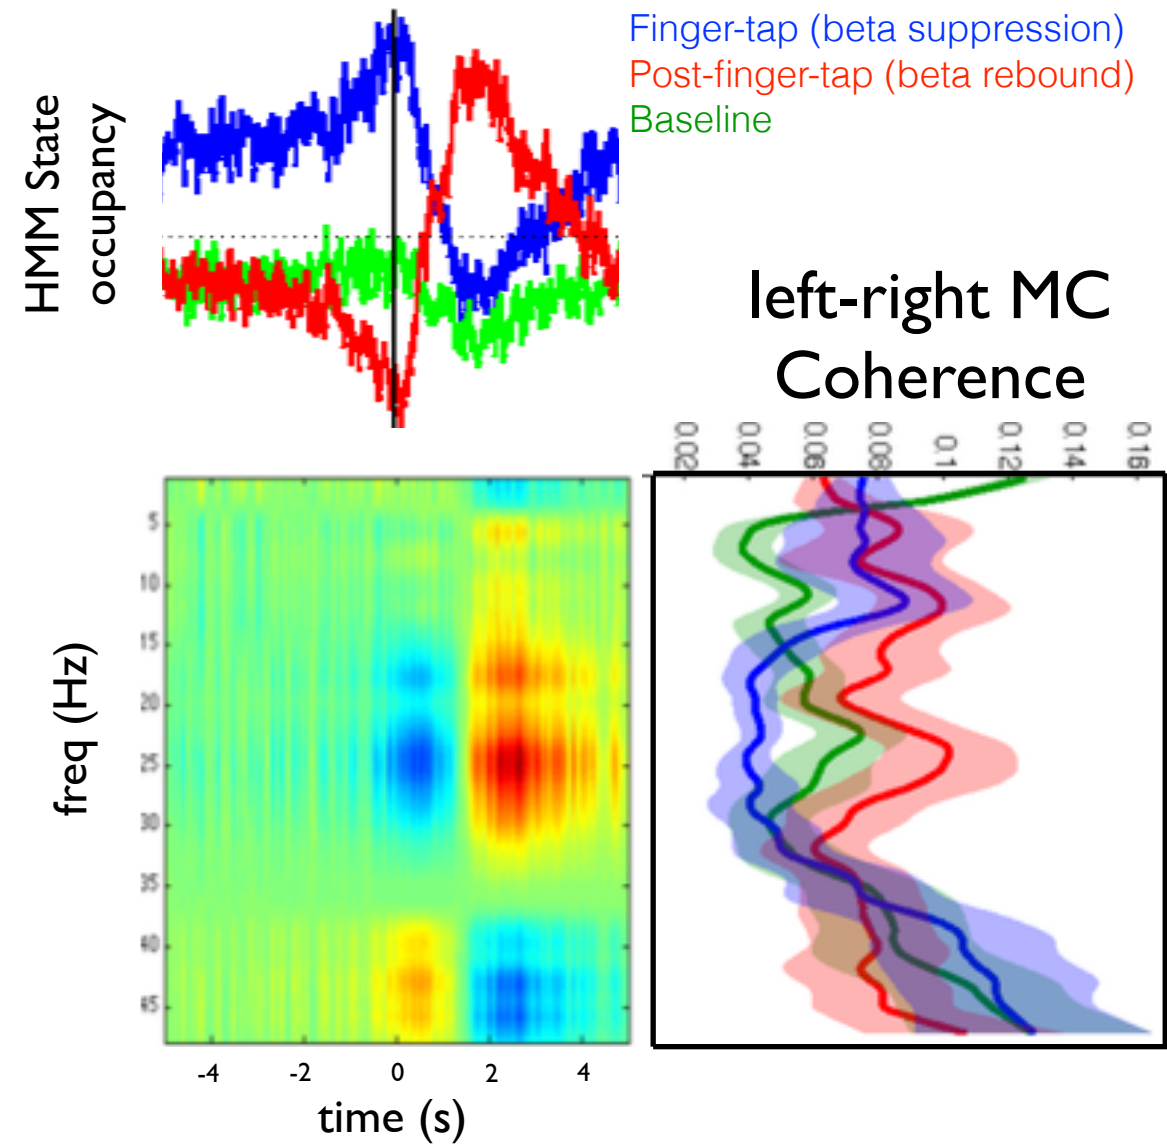 Finger-tap (beta suppression)
Post-finger-tap (beta rebound)
Baseline
HMM State
occupancy
left-right MC
Coherence
0.02
0.04
0.06
0.08
0.1
0.12
0.14
0.16
freq (Hz)
5
10
15
20
25
30
35
40
45
-4
-2
0
2
4
time (s)